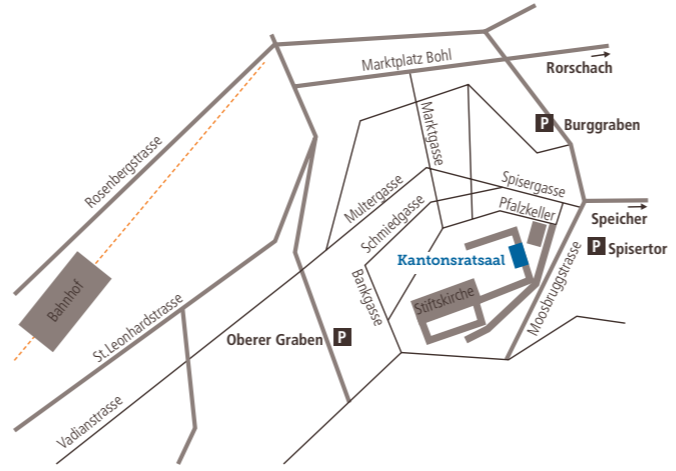 Marktplatz Bohl
Rorschach
P Burggraben
Rosenbergstrasse
Marktgasse
Multergasse
Schmiedgasse
Spisergasse
Pfalzkeller
Speicher
P Spisertor
Kantonsratsaal
Bahnhof
Bankgasse
Stiftskirche
Moosbruggstrasse
St. Leonhardstrasse
Oberer Graben P
Vadianstrasse